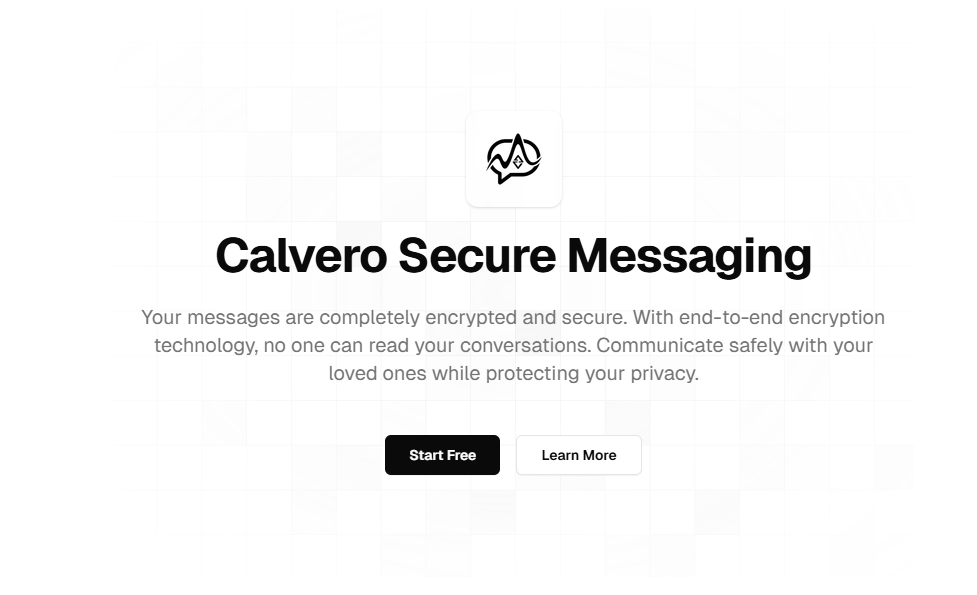 Calvero Secure Messaging
Your messages are completely encrypted and secure. With end-to-end encryption
technology, no one can read your conversations. Communicate safely with your
loved ones while protecting your privacy.
Start Free
Learn More